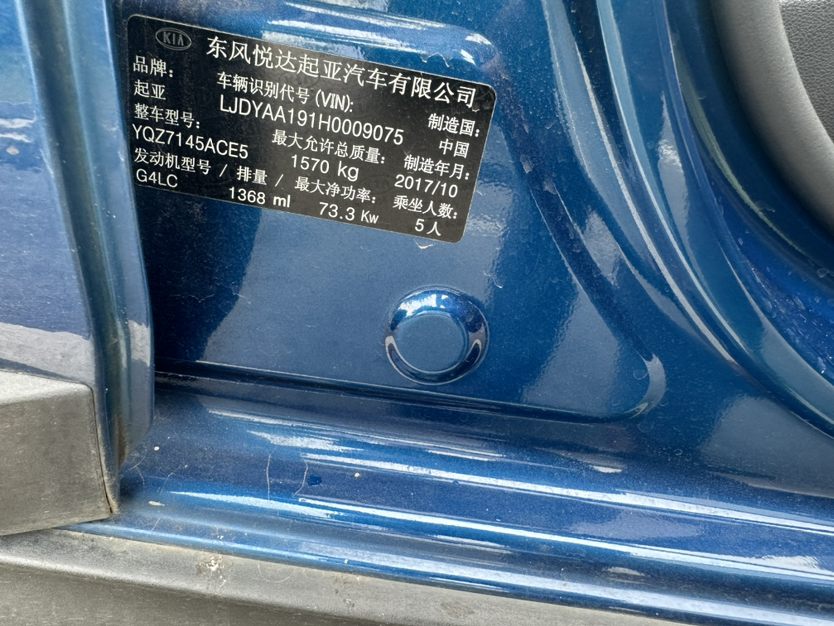 KIA 东风悦达起亚汽车有限公司
品牌: 车辆识别代号(VIN): 制造国:
起亚 LJDYAA191H0009075 中国
整车型号: 最大允许总质量: 制造年月:
YQZ7145ACE5 1570 kg 2017/10
发动机型号 / 排量 / 最大净功率: 乘坐人数:
G4LC 1368 ml 73.3 Kw 5人